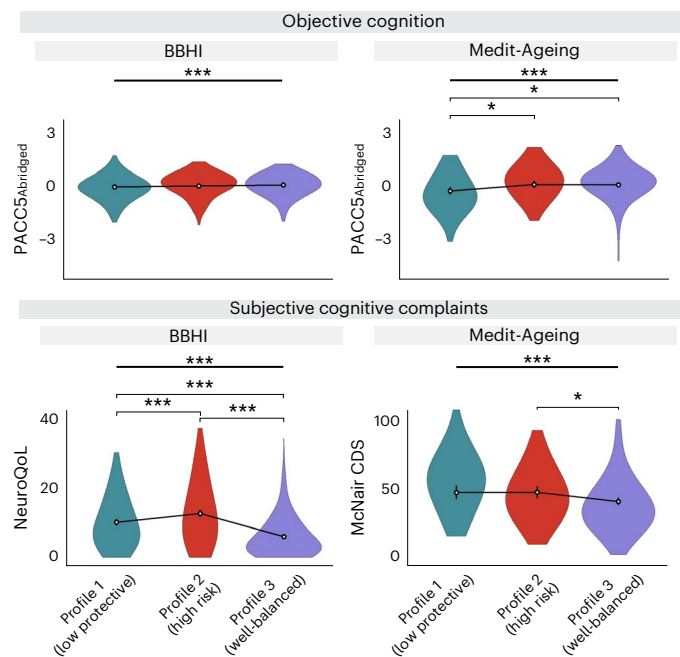 Objective cognition
BBHI
Medit-Ageing
***
***
*
*
3
0
−3
PACC5Abridged
3
0
−3
PACC5Abridged
Subjective cognitive complaints
BBHI
Medit-Ageing
***
***
***
***
***
*
40
20
0
NeuroQoL
100
50
0
McNair CDS
Profile 1
(low protective)
Profile 2
(high risk)
Profile 3
(well-balanced)
Profile 1
(low protective)
Profile 2
(high risk)
Profile 3
(well-balanced)